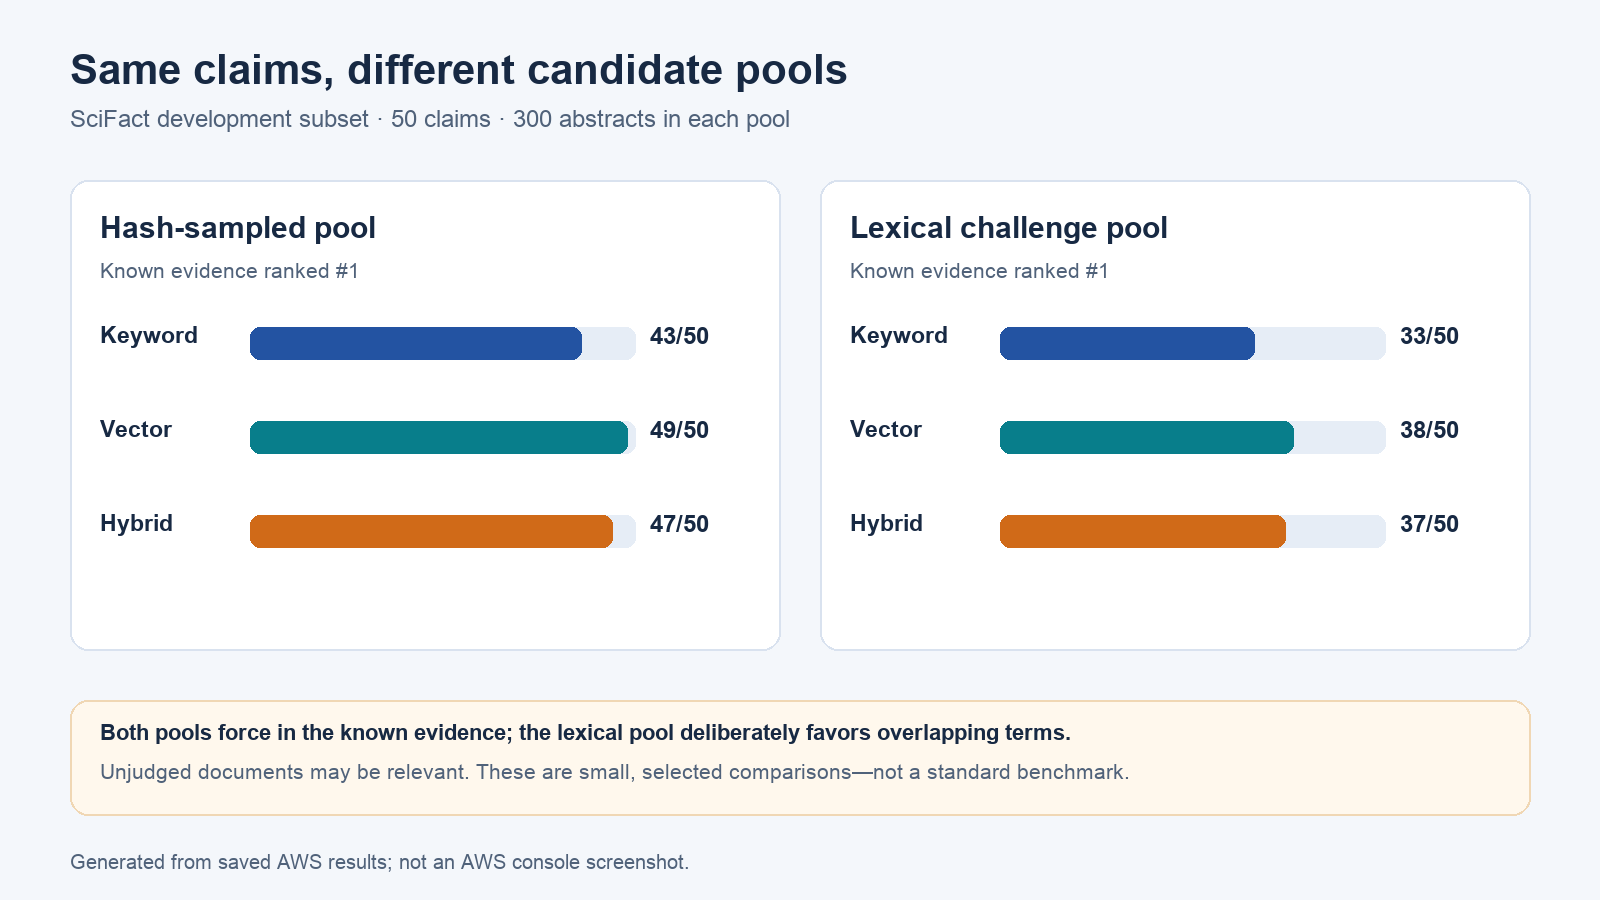 Same claims, different candidate pools
SciFact development subset · 50 claims · 300 abstracts in each pool
Hash-sampled pool
Known evidence ranked #1
Keyword 43/50
Vector 49/50
Hybrid 47/50
Lexical challenge pool
Known evidence ranked #1
Keyword 33/50
Vector 38/50
Hybrid 37/50
Both pools force in the known evidence; the lexical pool deliberately favors overlapping terms.
Unjudged documents may be relevant. These are small, selected comparisons—not a standard benchmark.
Generated from saved AWS results; not an AWS console screenshot.